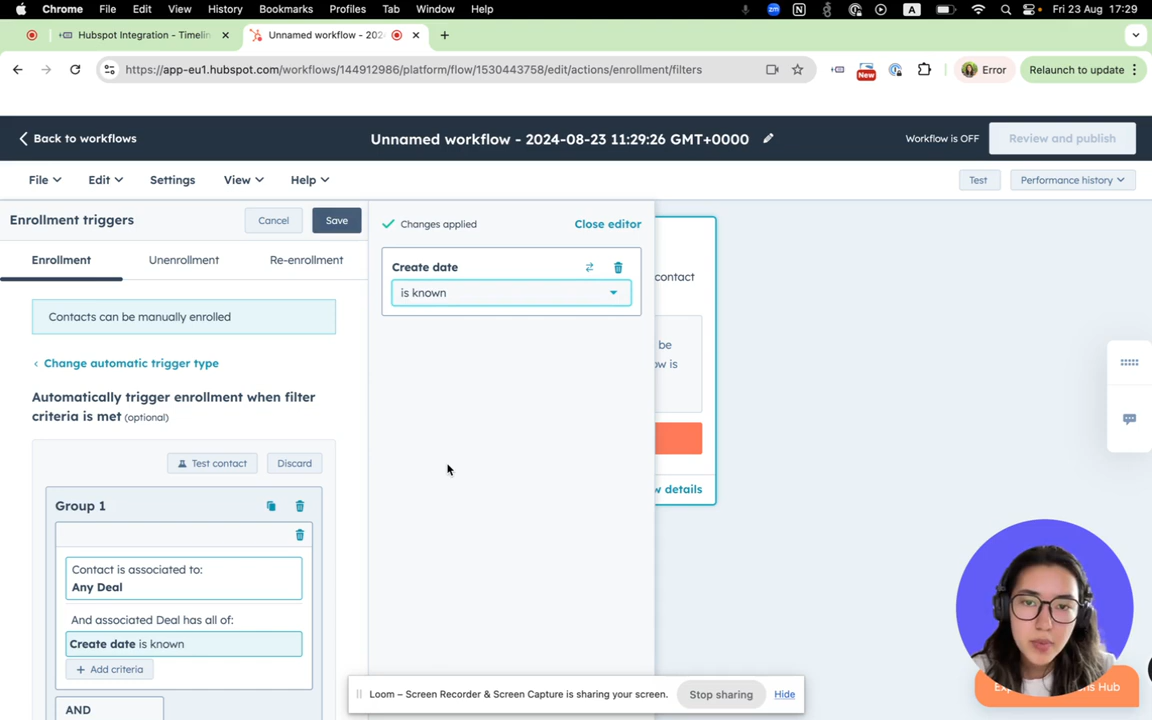 Chrome File Edit View History Bookmarks Profiles Tab Window Help
zm N A Fri 23 Aug 17:29
Hubspot Integration - Timelin
Unnamed workflow - 202
https://app-eu1.hubspot.com/workflows/144912986/platform/flow/1530443758/edit/actions/enrollment/filters
New
Error
Relaunch to update
Back to workflows
Unnamed workflow - 2024-08-23 11:29:26 GMT+0000
Workflow is OFF
Review and publish
File Edit Settings View Help
Test
Performance history
Enrollment triggers
Cancel
Save
Changes applied
Close editor
Enrollment
Unenrollment
Re-enrollment
Create date
is known
contact
Contacts can be manually enrolled
be
ow is
Change automatic trigger type
Automatically trigger enrollment when filter
criteria is met (optional)
Test contact
Discard
Group 1
w details
Contact is associated to:
Any Deal
And associated Deal has all of:
Create date is known
+ Add criteria
AND
Loom – Screen Recorder & Screen Capture is sharing your screen.
Stop sharing
Hide
s Hub